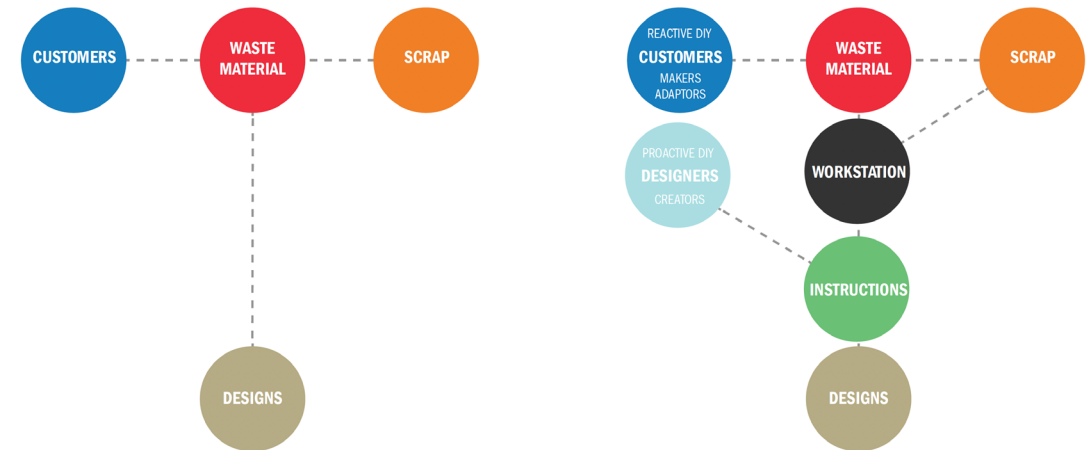 CUSTOMERS
WASTE
MATERIAL
SCRAP
DESIGNS
REACTIVE DIY
CUSTOMERS
MAKERS
ADAPTORS
WASTE
MATERIAL
SCRAP
PROACTIVE DIY
DESIGNERS
CREATORS
WORKSTATION
INSTRUCTIONS
DESIGNS